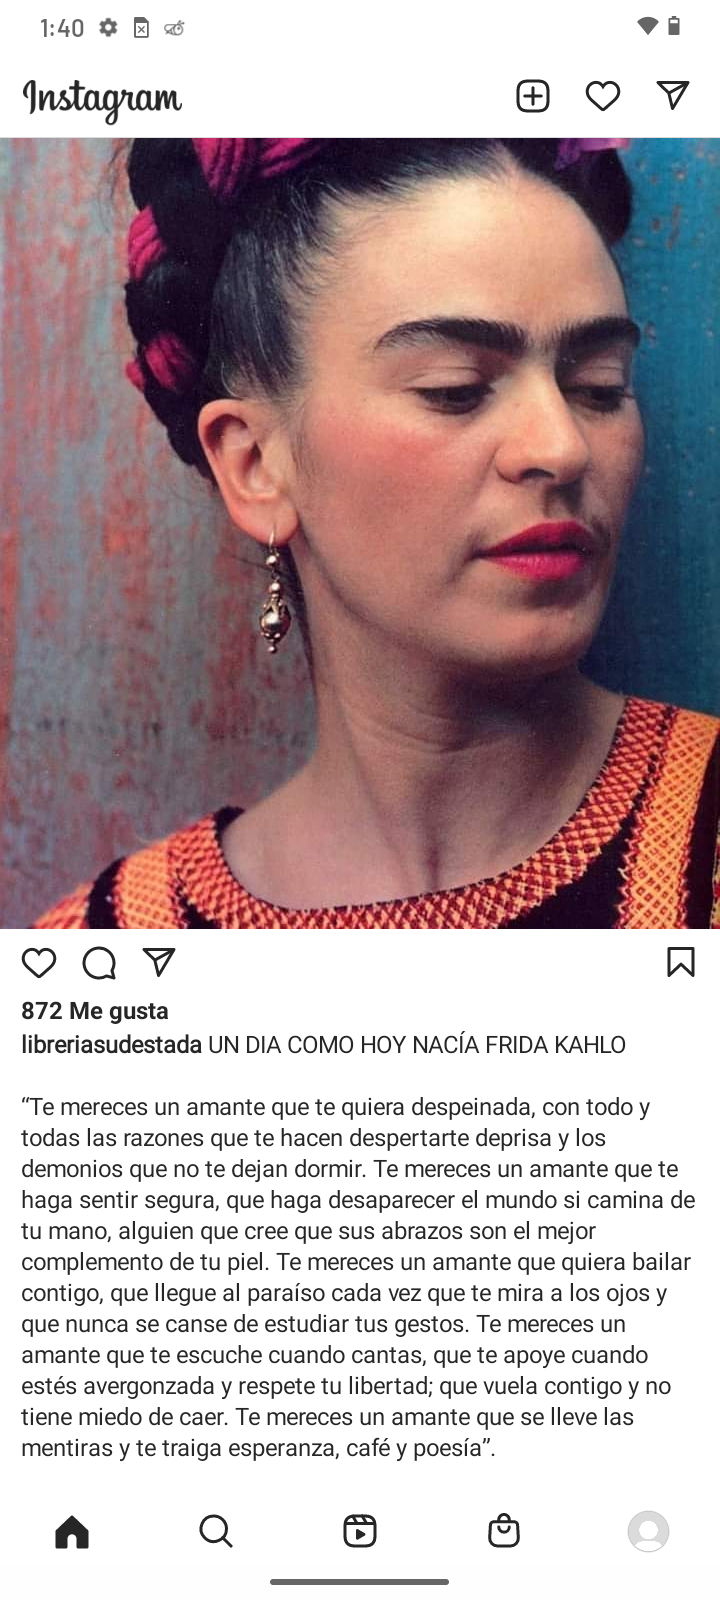 1:40
Instagram
872 Me gusta
libreriasudestada UN DIA COMO HOY NACÍA FRIDA KAHLO
“Te mereces un amante que te quiera despeinada, con todo y
todas las razones que te hacen despertarte deprisa y los
demonios que no te dejan dormir. Te mereces un amante que te
haga sentir segura, que haga desaparecer el mundo si camina de
tu mano, alguien que cree que sus abrazos son el mejor
complemento de tu piel. Te mereces un amante que quiera bailar
contigo, que llegue al paraíso cada vez que te mira a los ojos y
que nunca se canse de estudiar tus gestos. Te mereces un
amante que te escuche cuando cantas, que te apoye cuando
estés avergonzada y respete tu libertad; que vuela contigo y no
tiene miedo de caer. Te mereces un amante que se lleve las
mentiras y te traiga esperanza, café y poesía”.